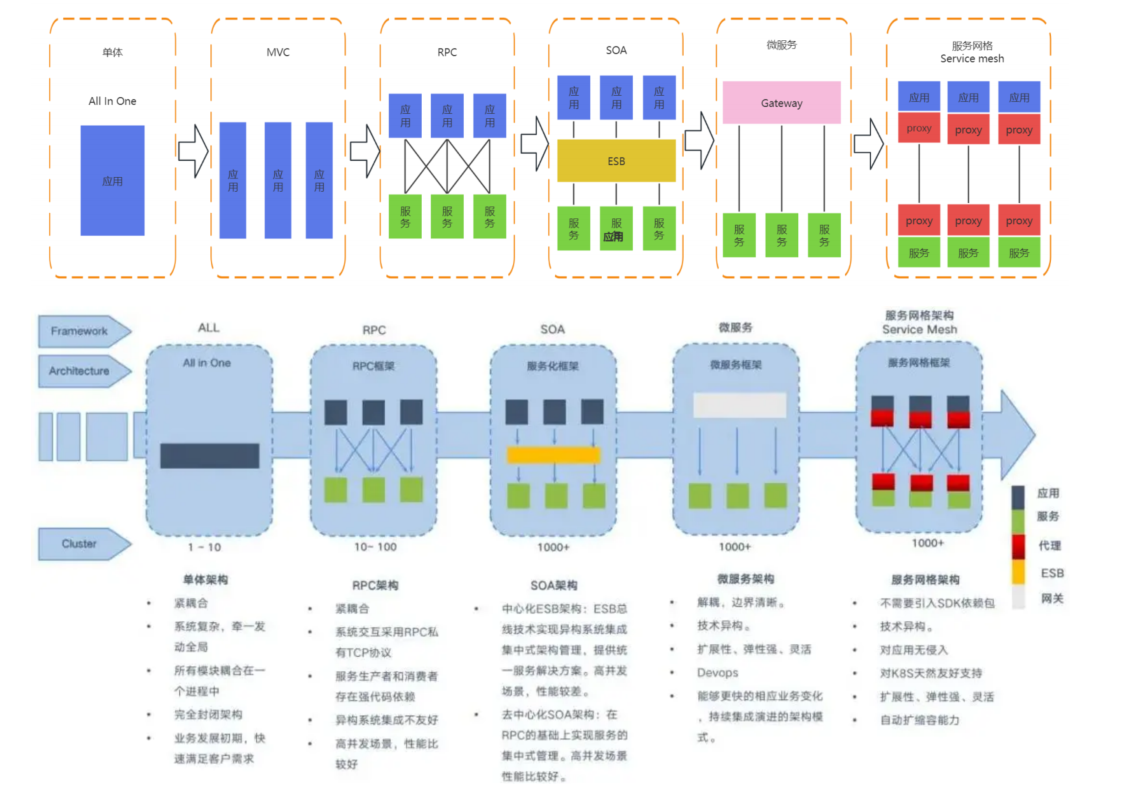 单体
All In One
应用
MVC
应用
应用
应用
RPC
应用
应用
应用
服务
服务
服务
SOA
应用
应用
应用
ESB
服务
服务
服务
应用
微服务
Gateway
服务
服务
服务
服务网格
Service mesh
应用
应用
应用
proxy
proxy
proxy
proxy
proxy
proxy
服务
服务
服务
Framework
Architecture
Cluster
ALL
All in One
1 - 10
RPC
RPC框架
10- 100
SOA
服务化框架
1000+
微服务
微服务框架
1000+
服务网格架构
Service Mesh
服务网格框架
1000+
应用
服务
代理
ESB
网关
单体架构
• 紧耦合
• 系统复杂，牵一发
动全局
• 所有模块耦合在一
个进程中
• 完全封闭架构
• 业务发展初期，快
速满足客户需求
RPC架构
• 紧耦合
• 系统交互采用RPC私
有TCP协议
• 服务生产者和消费者
存在强代码依赖
• 异构系统集成不友好
• 高并发场景，性能比
较好
SOA架构
• 中心化ESB架构：ESB总
线技术实现异构系统集成
集中式架构管理，提供统
一服务解决方案。高并发
场景，性能较差。
• 去中心化SOA架构：在
RPC的基础上实现服务的
集中式管理。高并发场景
性能比较好。
微服务架构
• 解耦，边界清晰。
• 技术异构。
• 扩展性、弹性强、灵活
• Devops
• 能够更快的相应业务变化
，持续集成演进的架构模
式。
服务网格架构
• 不需要引入SDK依赖包
• 技术异构。
• 对应用无侵入
• 对K8S天然友好支持
• 扩展性、弹性强、灵活
• 自动扩缩容能力